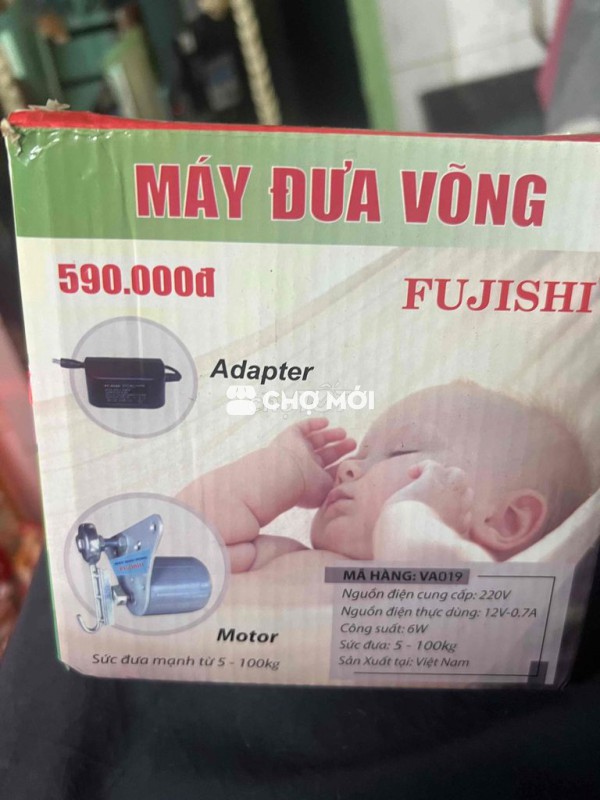 MÁY ĐƯA VÕNG
590.000đ
FUJISHI
Adapter
CHỢ MỚI
Motor
Sức đưa mạnh từ 5 - 100kg
MÃ HÀNG: VA019
Nguồn điện cung cấp: 220V
Nguồn điện thực dùng: 12V-0.7A
Công suất: 6W
Sức đưa: 5 - 100kg
Sản Xuất tại: Việt Nam